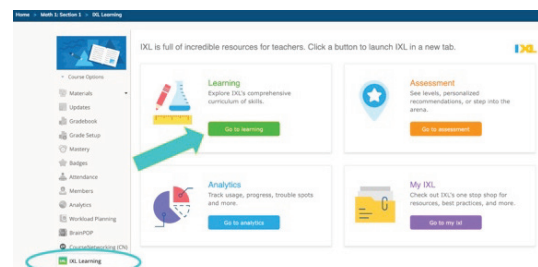 Home > Math 1: Section 1 > IXL Learning
IXL is full of incredible resources for teachers. Click a button to launch IXL in a new tab.
IXL
Course Options
Materials
Updates
Gradebook
Grade Setup
Mastery
Badges
Attendance
Members
Analytics
Workload Planning
BrainPOP
CourseNetworking (CN)
IXL Learning
Learning
Explore IXL's comprehensive
curriculum of skills.
Go to learning
Assessment
See levels, personalized
recommendations, or step into the
arena.
Go to assessment
Analytics
Track usage, progress, trouble spots
and more.
Go to analytics
My IXL
Check out IXL's one stop shop for
resources, best practices, and more.
Go to my ixl